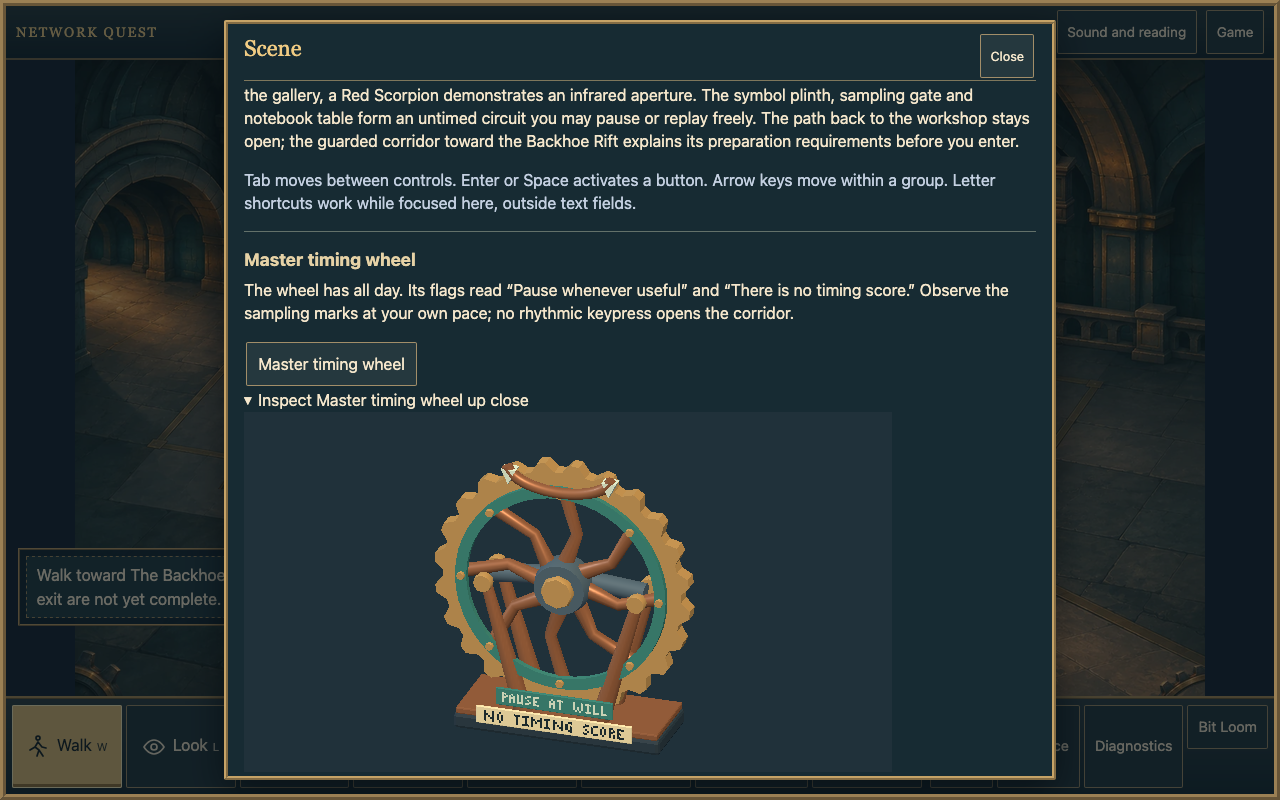 NETWORK QUEST
Sound and reading
Game
Scene
Close
the gallery, a Red Scorpion demonstrates an infrared aperture. The symbol plinth, sampling gate and
notebook table form an untimed circuit you may pause or replay freely. The path back to the workshop stays
open; the guarded corridor toward the Backhoe Rift explains its preparation requirements before you enter.
Tab moves between controls. Enter or Space activates a button. Arrow keys move within a group. Letter
shortcuts work while focused here, outside text fields.
Master timing wheel
The wheel has all day. Its flags read “Pause whenever useful” and “There is no timing score.” Observe the
sampling marks at your own pace; no rhythmic keypress opens the corridor.
Master timing wheel
▾ Inspect Master timing wheel up close
PAUSE AT WILL
NO TIMING SCORE
Walk toward The Backhoe
exit are not yet complete.
Walk W
Look L
ce
Diagnostics
Bit Loom